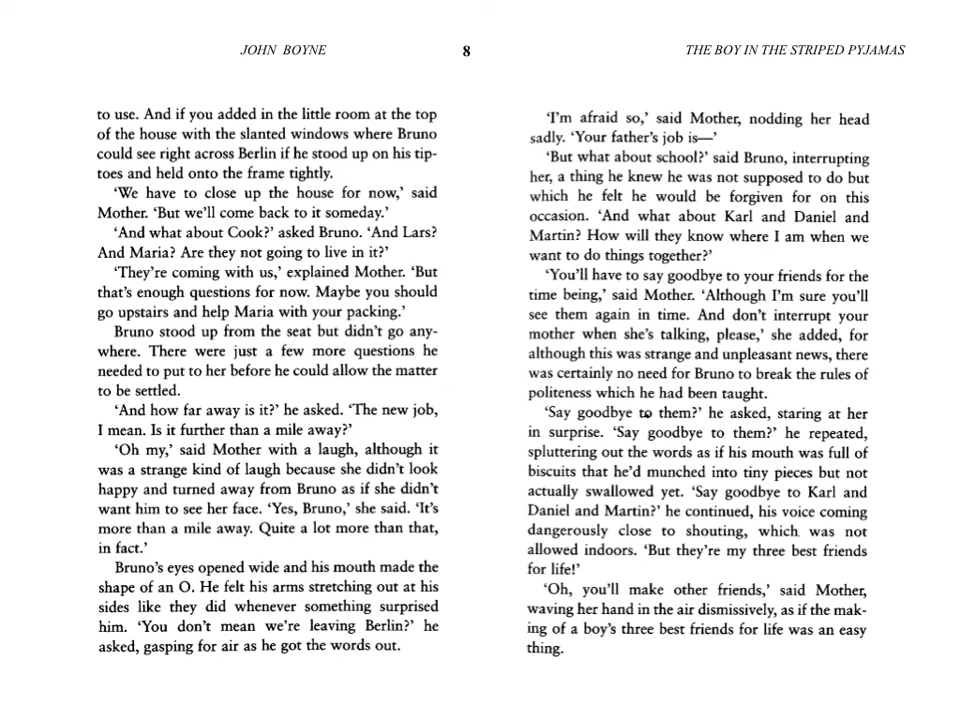 JOHN BOYNE
8
THE BOY IN THE STRIPED PYJAMAS
to use. And if you added in the little room at the top
of the house with the slanted windows where Bruno
could see right across Berlin if he stood up on his tip-
toes and held onto the frame tightly.
‘We have to close up the house for now,’ said
Mother. ‘But we’ll come back to it someday.’
‘And what about Cook?’ asked Bruno. ‘And Lars?
And Maria? Are they not going to live in it?’
‘They’re coming with us,’ explained Mother. ‘But
that’s enough questions for now. Maybe you should
go upstairs and help Maria with your packing.’
Bruno stood up from the seat but didn’t go any-
where. There were just a few more questions he
needed to put to her before he could allow the matter
to be settled.
‘And how far away is it?’ he asked. ‘The new job,
I mean. Is it further than a mile away?’
‘Oh my,’ said Mother with a laugh, although it
was a strange kind of laugh because she didn’t look
happy and turned away from Bruno as if she didn’t
want him to see her face. ‘Yes, Bruno,’ she said. ‘It’s
more than a mile away. Quite a lot more than that,
in fact.’
Bruno’s eyes opened wide and his mouth made the
shape of an O. He felt his arms stretching out at his
sides like they did whenever something surprised
him. ‘You don’t mean we’re leaving Berlin?’ he
asked, gasping for air as he got the words out.
‘I’m afraid so,’ said Mother, nodding her head
sadly. ‘Your father’s job is—’
‘But what about school?’ said Bruno, interrupting
her, a thing he knew he was not supposed to do but
which he felt he would be forgiven for on this
occasion. ‘And what about Karl and Daniel and
Martin? How will they know where I am when we
want to do things together?’
‘You’ll have to say goodbye to your friends for the
time being,’ said Mother. ‘Although I’m sure you’ll
see them again in time. And don’t interrupt your
mother when she’s talking, please,’ she added, for
although this was strange and unpleasant news, there
was certainly no need for Bruno to break the rules of
politeness which he had been taught.
‘Say goodbye to them?’ he asked, staring at her
in surprise. ‘Say goodbye to them?’ he repeated,
spluttering out the words as if his mouth was full of
biscuits that he’d munched into tiny pieces but not
actually swallowed yet. ‘Say goodbye to Karl and
Daniel and Martin?’ he continued, his voice coming
dangerously close to shouting, which was not
allowed indoors. ‘But they’re my three best friends
for life!’
‘Oh, you’ll make other friends,’ said Mother,
waving her hand in the air dismissively, as if the mak-
ing of a boy’s three best friends for life was an easy
thing.